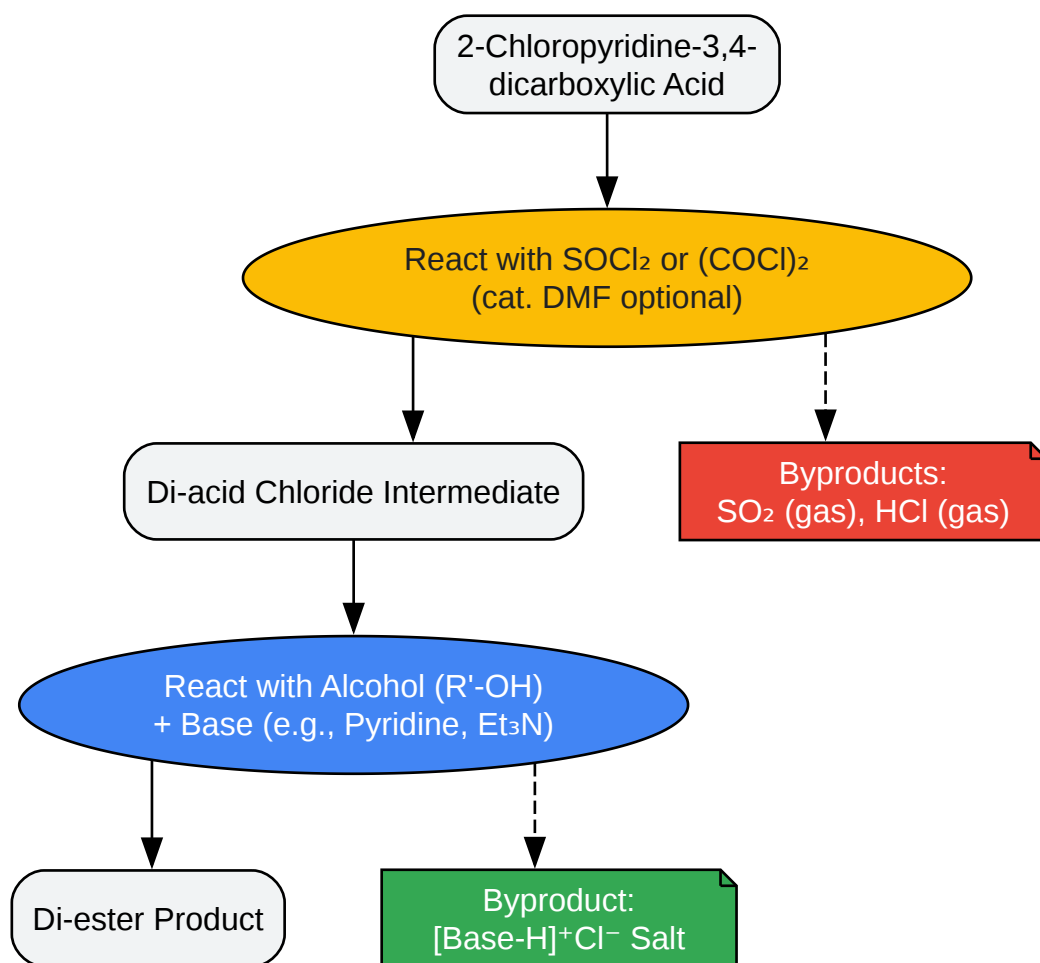 2-Chloropyridine-3,4-
dicarboxylic Acid
React with SOCl₂ or (COCl)₂
(cat. DMF optional)
Di-acid Chloride Intermediate
Byproducts:
SO₂ (gas), HCl (gas)
React with Alcohol (R'-OH)
+ Base (e.g., Pyridine, Et₃N)
Di-ester Product
Byproduct:
[Base-H]⁺Cl⁻ Salt